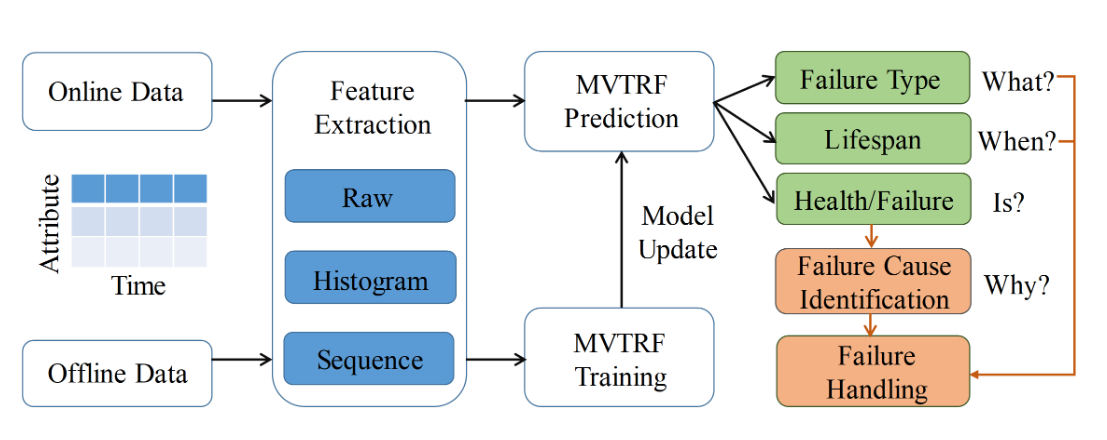 Online Data
Attribute
Time
Offline Data
Feature
Extraction
Raw
Histogram
Sequence
MVTRF
Prediction
Model
Update
MVTRF
Training
Failure Type
What?
Lifespan
When?
Health/Failure
Is?
Failure Cause
Identification
Why?
Failure
Handling